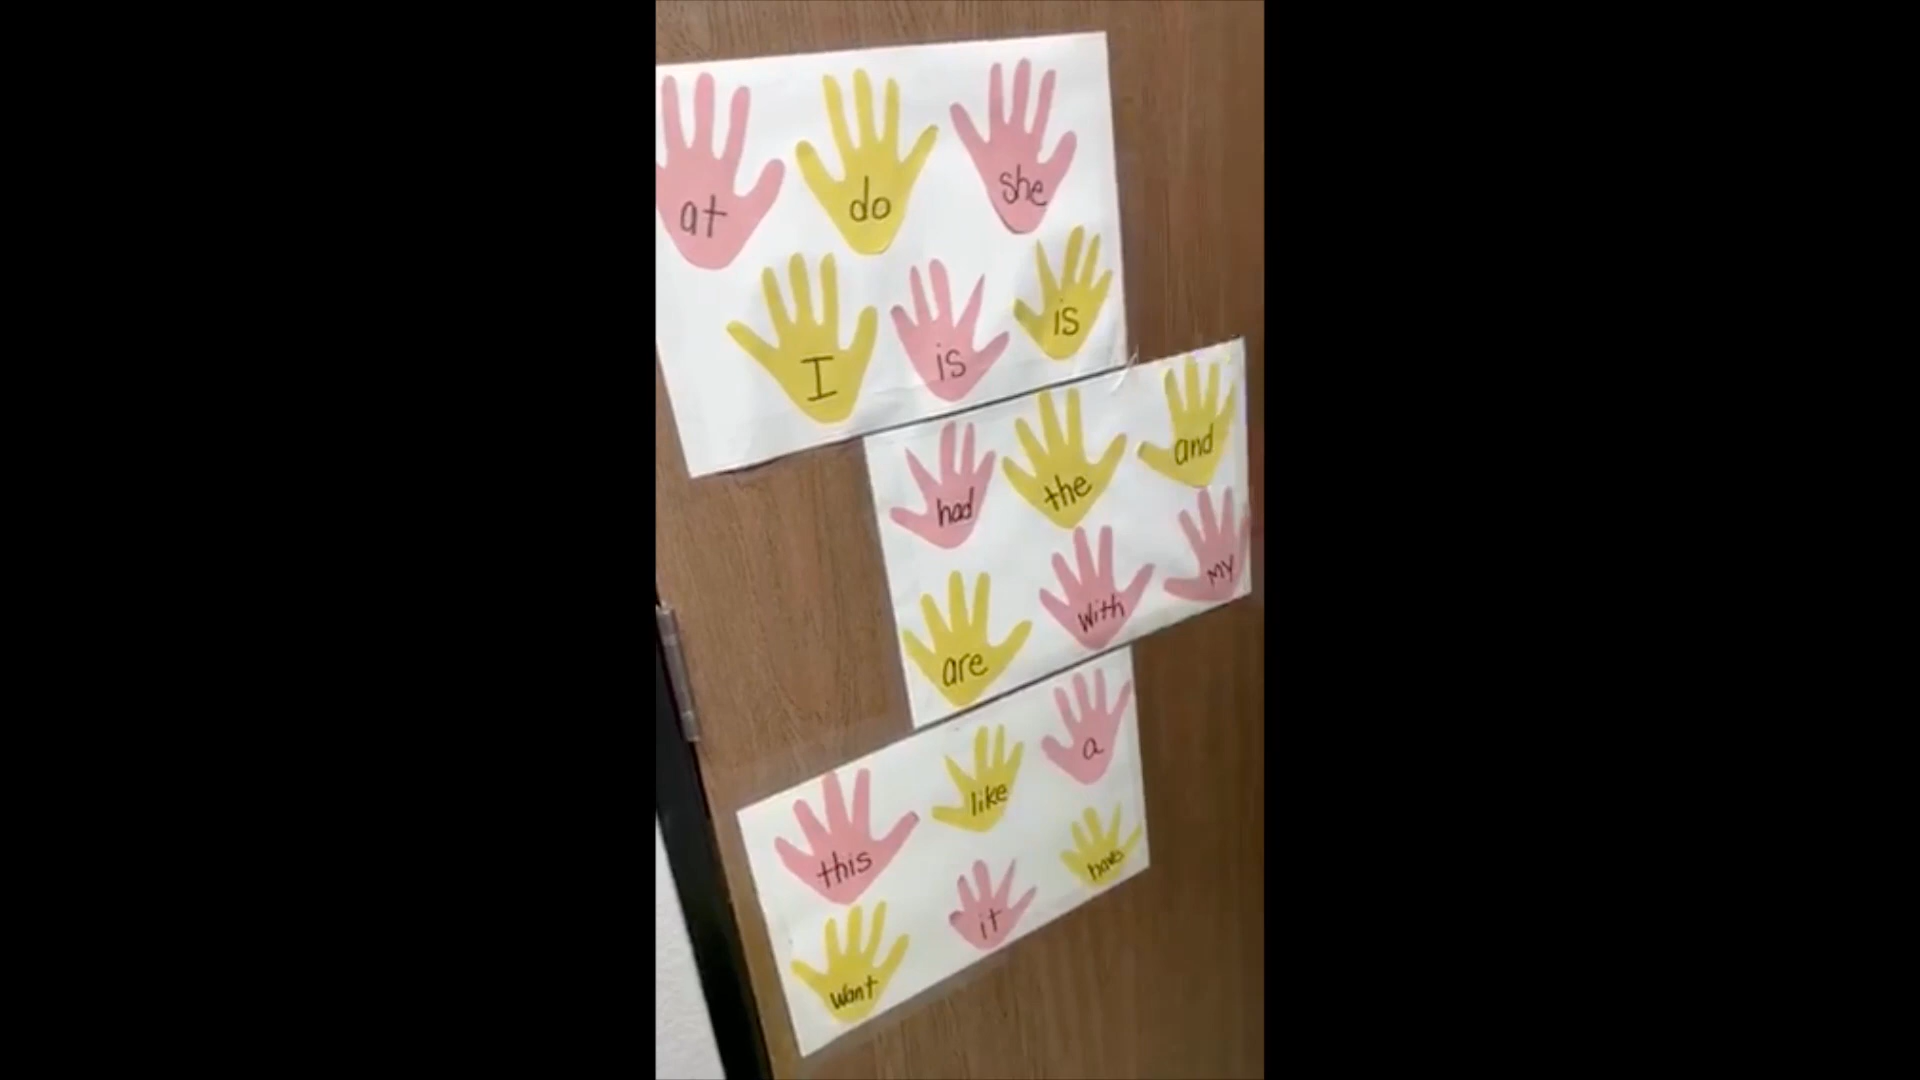 at do she
I is is
had the and
are with my
this like a
want it have